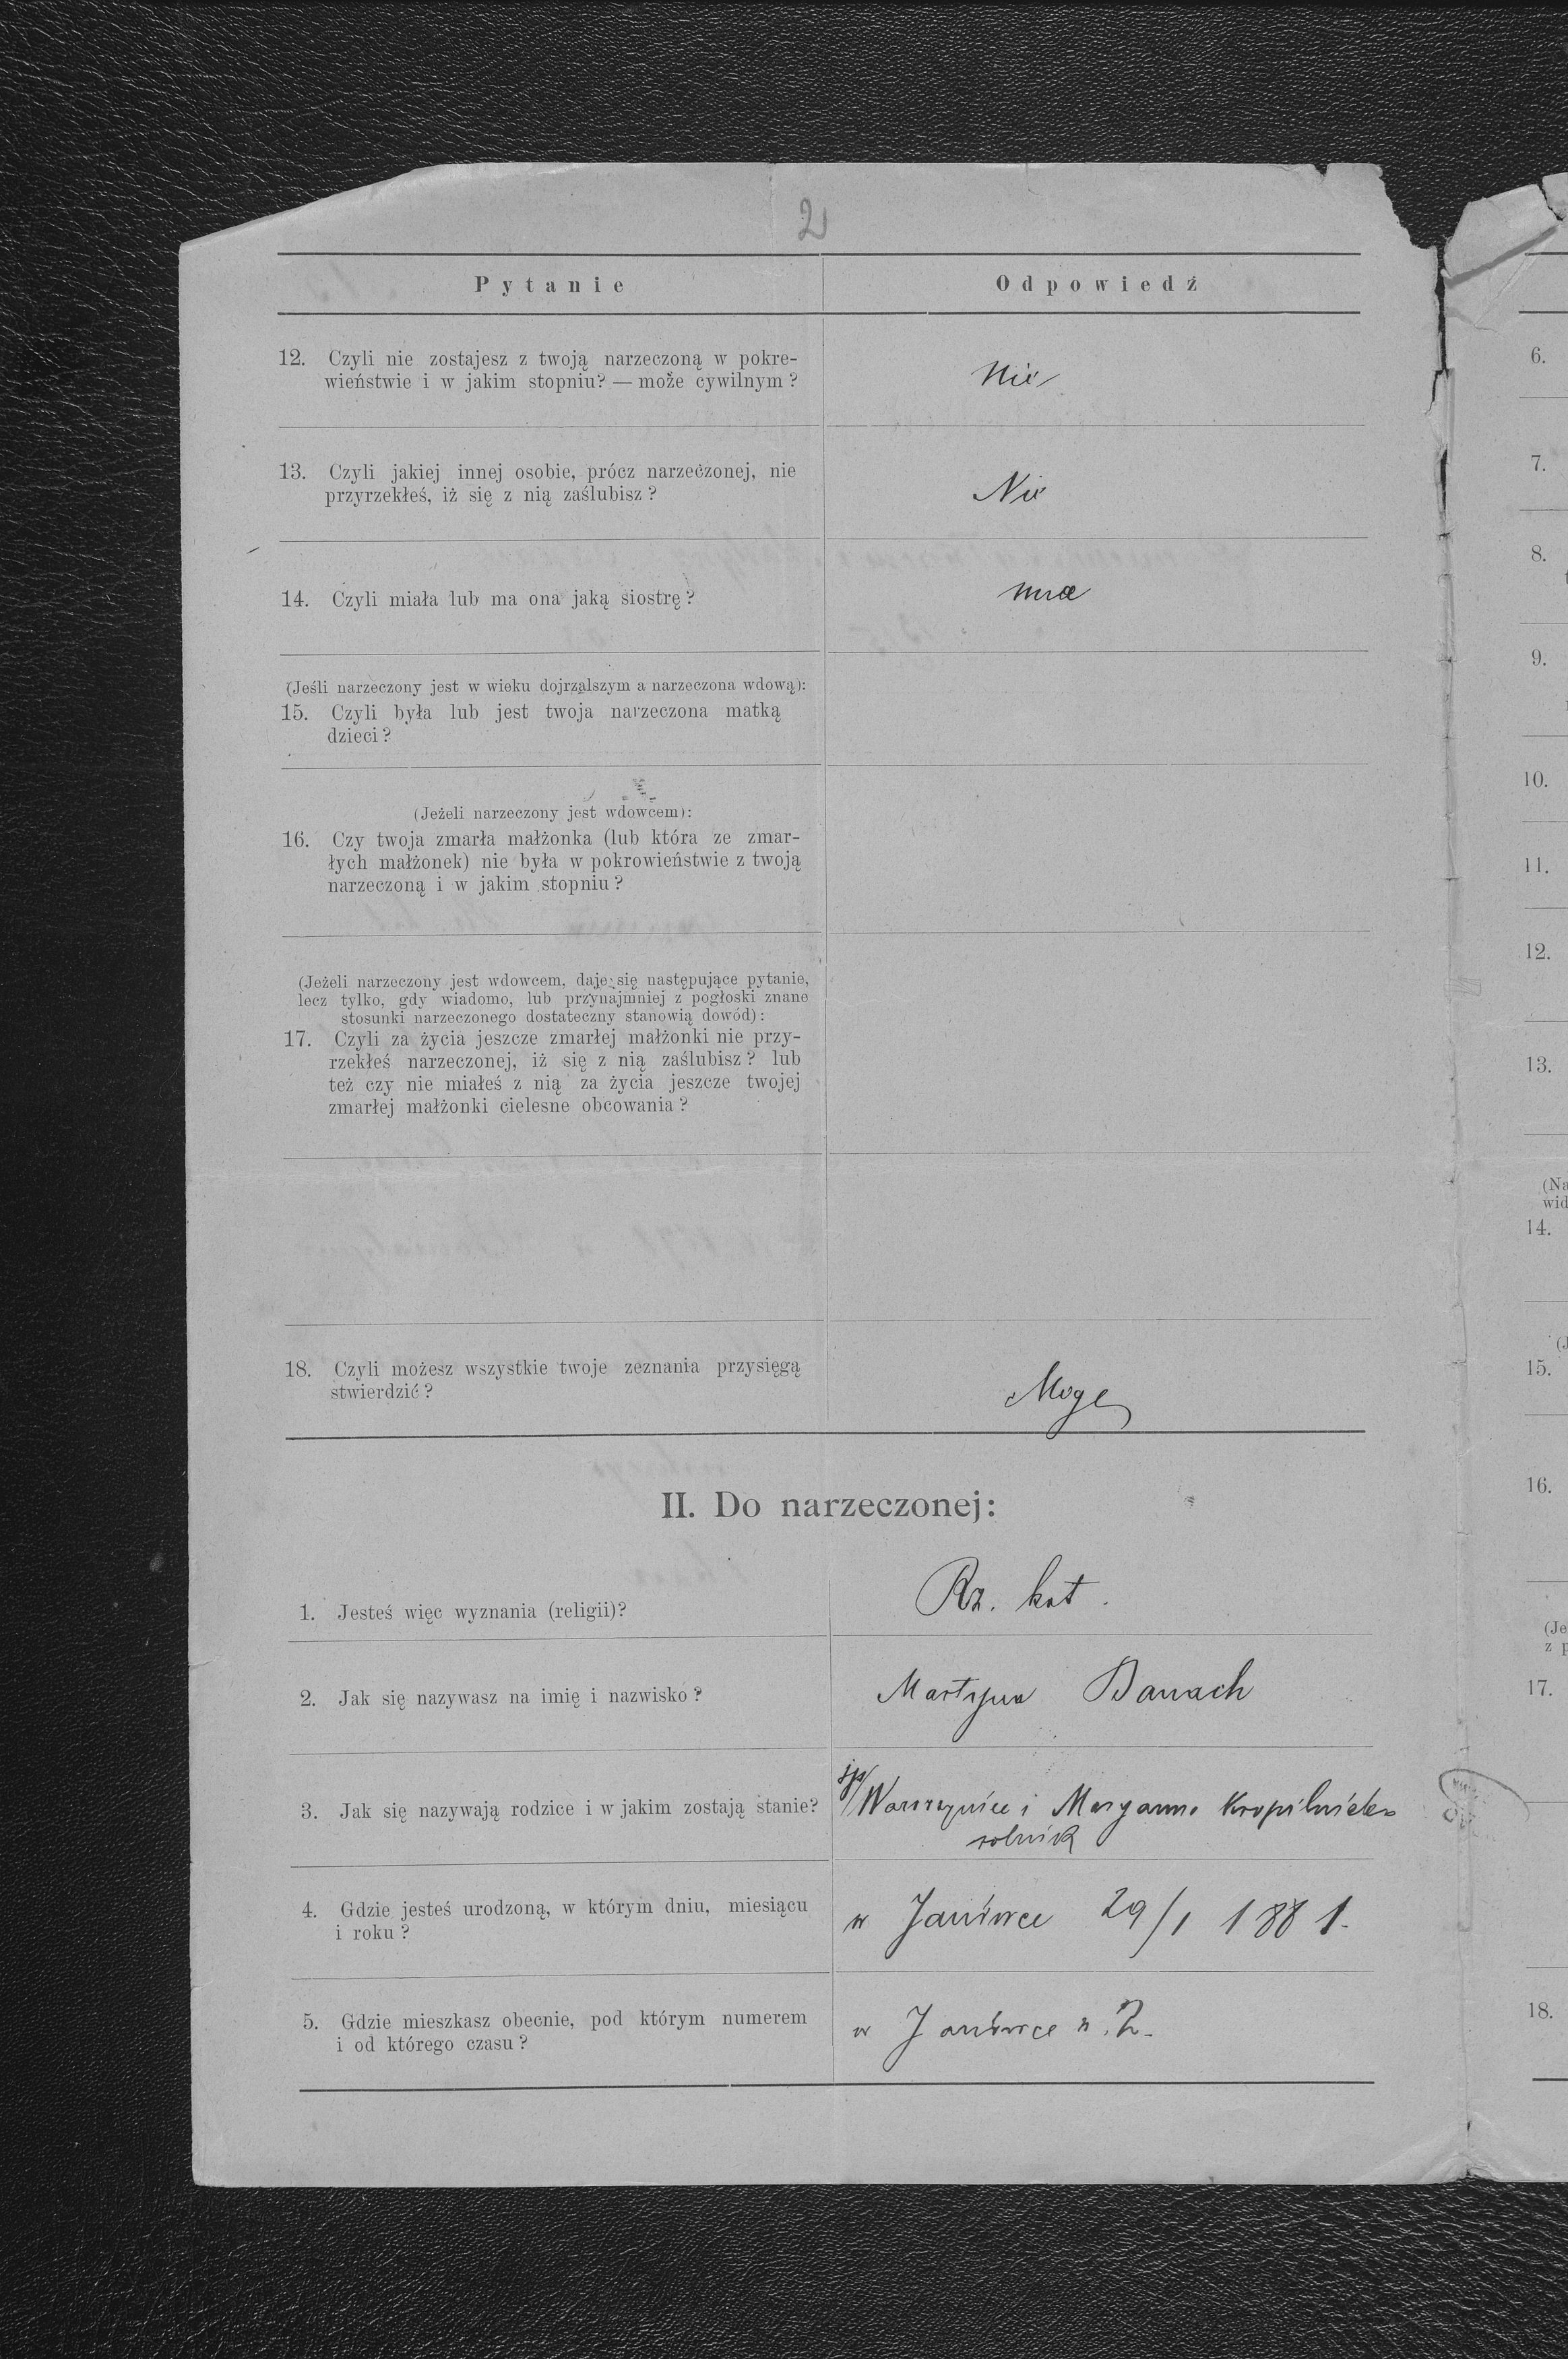 2
Pytanie
Odpowiedź
12. Czyli nie zostajesz z twoją narzeczoną w pokre-
wieństwie i w jakim stopniu? — może cywilnym?
Nie
13. Czyli jakiej innej osobie, prócz narzeczonej, nie
przyrzekłeś, iż się z nią zaślubisz?
Nie
14. Czyli miała lub ma ona jaką siostrę?
ma
(Jeśli narzeczony jest w wieku dojrzalszym a narzeczona wdową):
15. Czyli była lub jest twoja narzeczona matką
dzieci?
(Jeżeli narzeczony jest wdowcem):
16. Czy twoja zmarła małżonka (lub która ze zmar-
łych małżonek) nie była w pokrowieństwie z twoją
narzeczoną i w jakim stopniu?
(Jeżeli narzeczony jest wdowcem, daje się następujące pytanie,
lecz tylko, gdy wiadomo, lub przynajmniej z pogłoski znane
stosunki narzeczonego dostateczny stanowią dowód):
17. Czyli za życia jeszcze zmarłej małżonki nie przy-
rzekłeś narzeczonej, iż się z nią zaślubisz? lub
też czy nie miałeś z nią za życia jeszcze twojej
zmarłej małżonki cielesne obcowania?
18. Czyli możesz wszystkie twoje zeznania przysięgą
stwierdzić?
Mogę
II. Do narzeczonej:
1. Jesteś więc wyznania (religii)?
Rz. kat.
2. Jak się nazywasz na imię i nazwisko?
Martyna Banach
3. Jak się nazywają rodzice i w jakim zostają stanie?
śp/ Wawrzyniec i Maryanna
rolnik
4. Gdzie jesteś urodzoną, w którym dniu, miesiącu
i roku?
w Janówce 29/1 1881.
5. Gdzie mieszkasz obecnie, pod którym numerem
i od którego czasu?
w Janówce n. 2.
6.
7.
8.
9.
10.
11.
12.
13.
(Na
wid
14.
15.
16.
(Je
z p
17.
18.